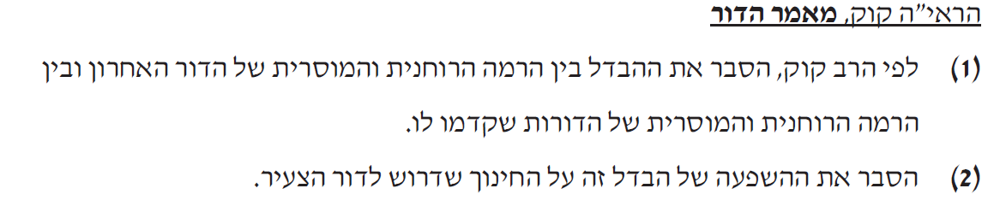 הראי"ה קוק, מאמר הדור
(1) לפי הרב קוק, הסבר את ההבדל בין הרמה הרוחנית והמוסרית של הדור האחרון ובין
הרמה הרוחנית והמוסרית של הדורות שקדמו לו.
(2) הסבר את ההשפעה של הבדל זה על החינוך שדרוש לדור הצעיר.